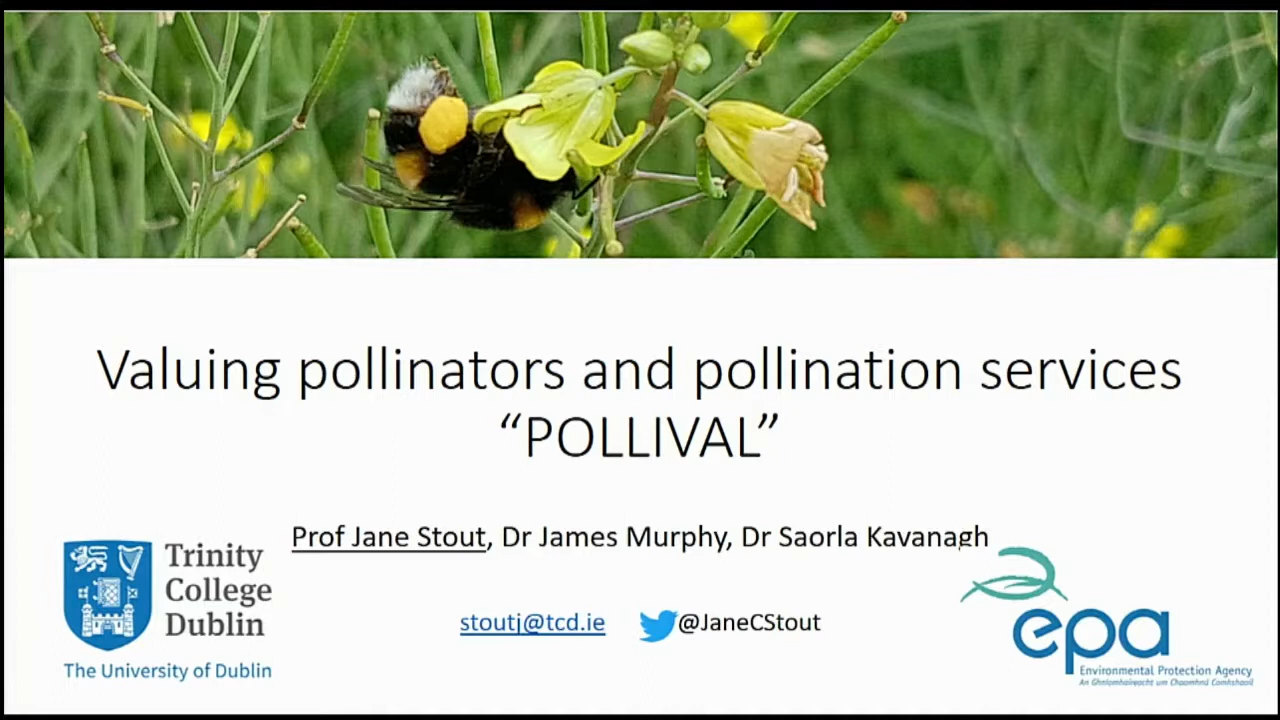 Valuing pollinators and pollination services
“POLLIVAL”
Prof Jane Stout, Dr James Murphy, Dr Saorla Kavanagh
Trinity
College
Dublin
The University of Dublin
stoutj@tcd.ie @JaneCStout
epa
Environmental Protection Agency
An Ghníomhaireacht um Chaomhnú Comhshaoil